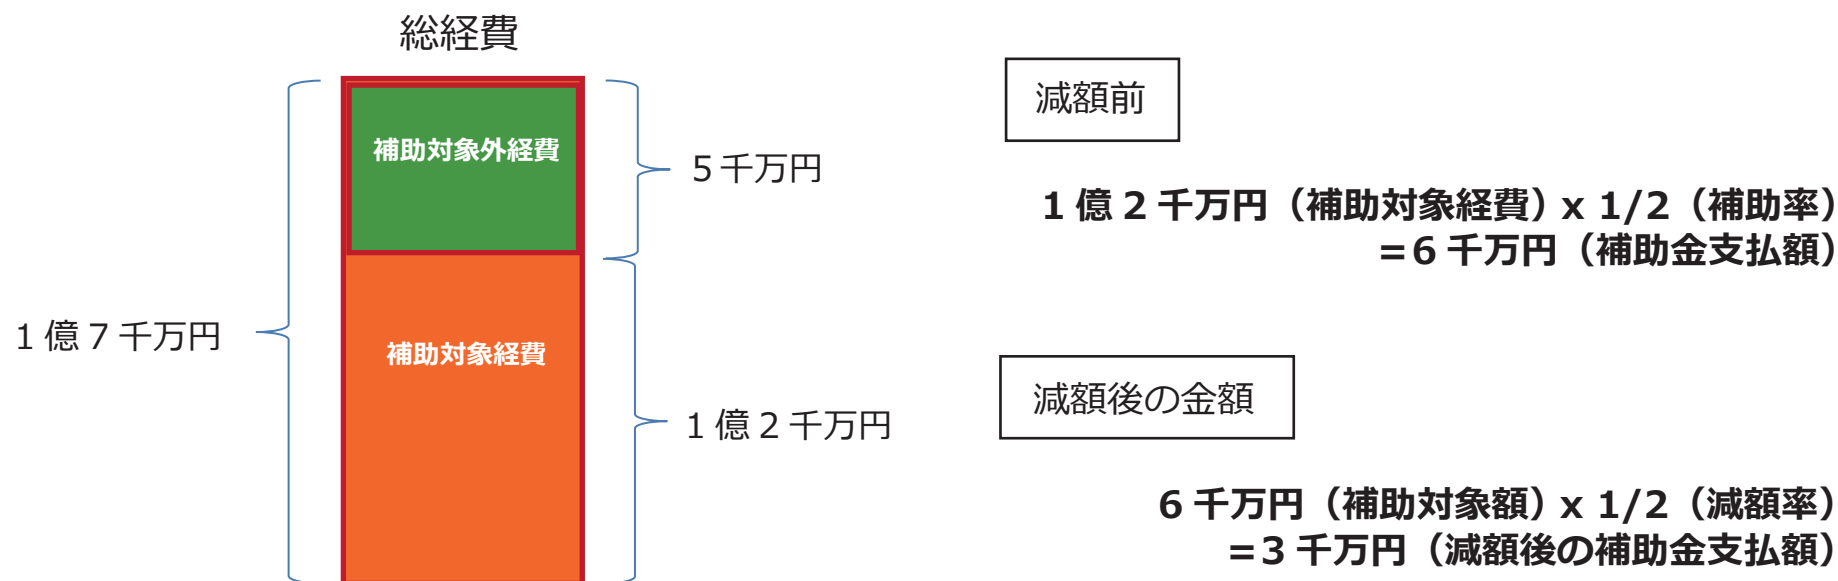 総経費
補助対象外経費
5千万円
1億7千万円
補助対象経費
1億2千万円
減額前
1億2千万円（補助対象経費）x 1/2（補助率）
=6千万円（補助金支払額）
減額後の金額
6千万円（補助対象額）x 1/2（減額率）
=3千万円（減額後の補助金支払額）